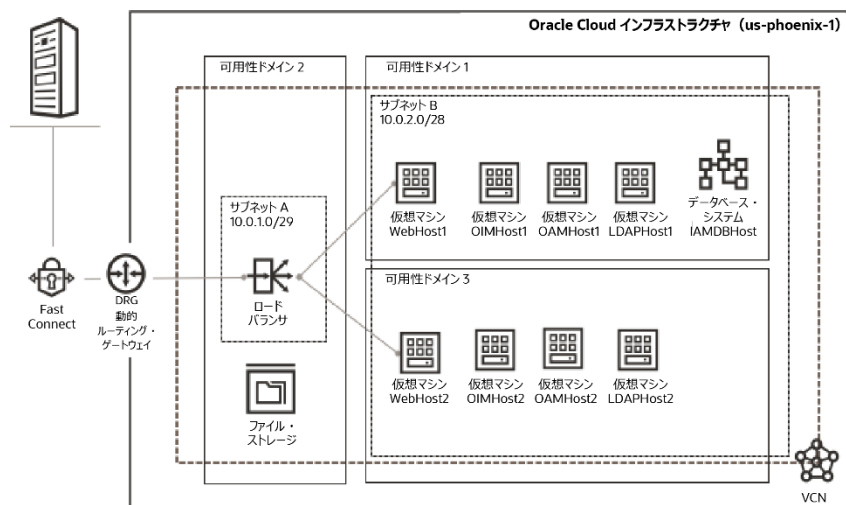 Oracle Cloud インフラストラクチャ（us-phoenix-1）
可用性ドメイン 2
可用性ドメイン 1
サブネット B
10.0.2.0/28
仮想マシン
WebHost1
仮想マシン
OIMHost1
仮想マシン
OAMHost1
仮想マシン
LDAPHost1
データベース・
システム
IAMDBHost
サブネット A
10.0.1.0/29
ロード
バランサ
可用性ドメイン 3
Fast
Connect
DRG
動的
ルーティング・
ゲートウェイ
仮想マシン
WebHost2
仮想マシン
OIMHost2
仮想マシン
OAMHost2
仮想マシン
LDAPHost2
ファイル・
ストレージ
VCN